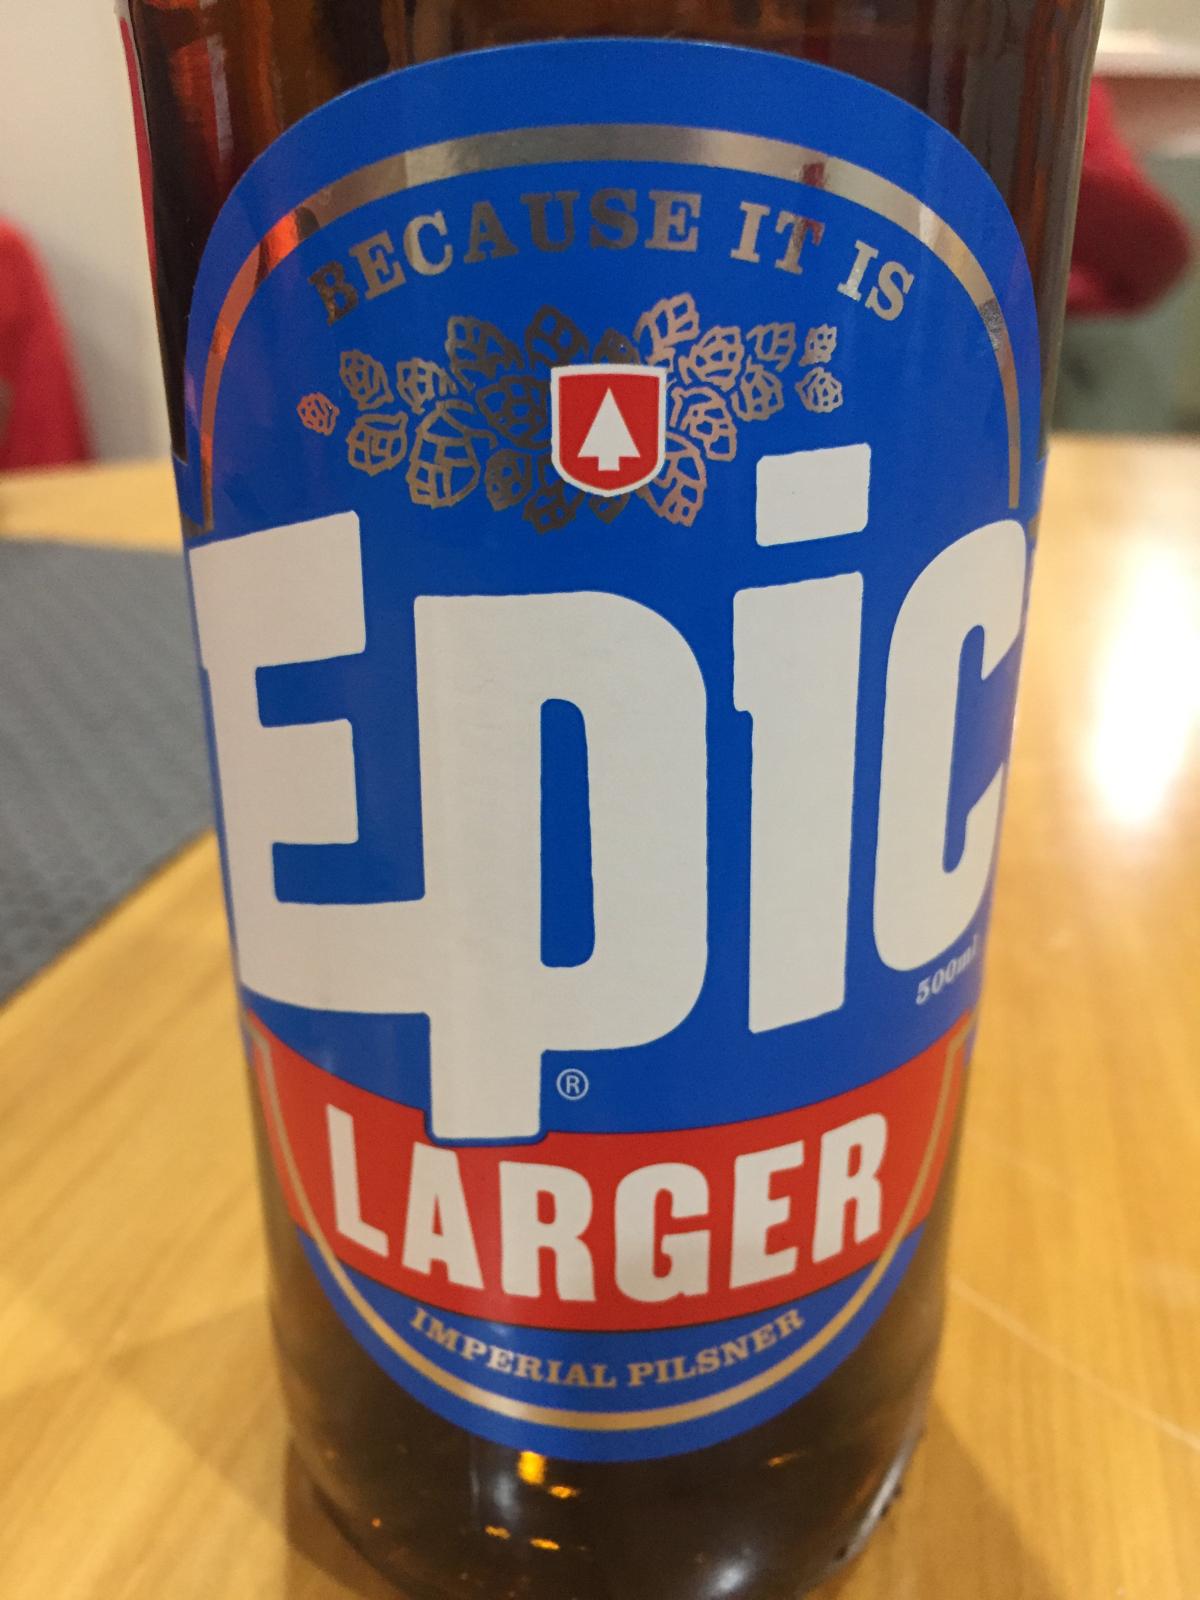 BECAUSE IT IS
Epic
500ml
®
LARGER
IMPERIAL PILSNER